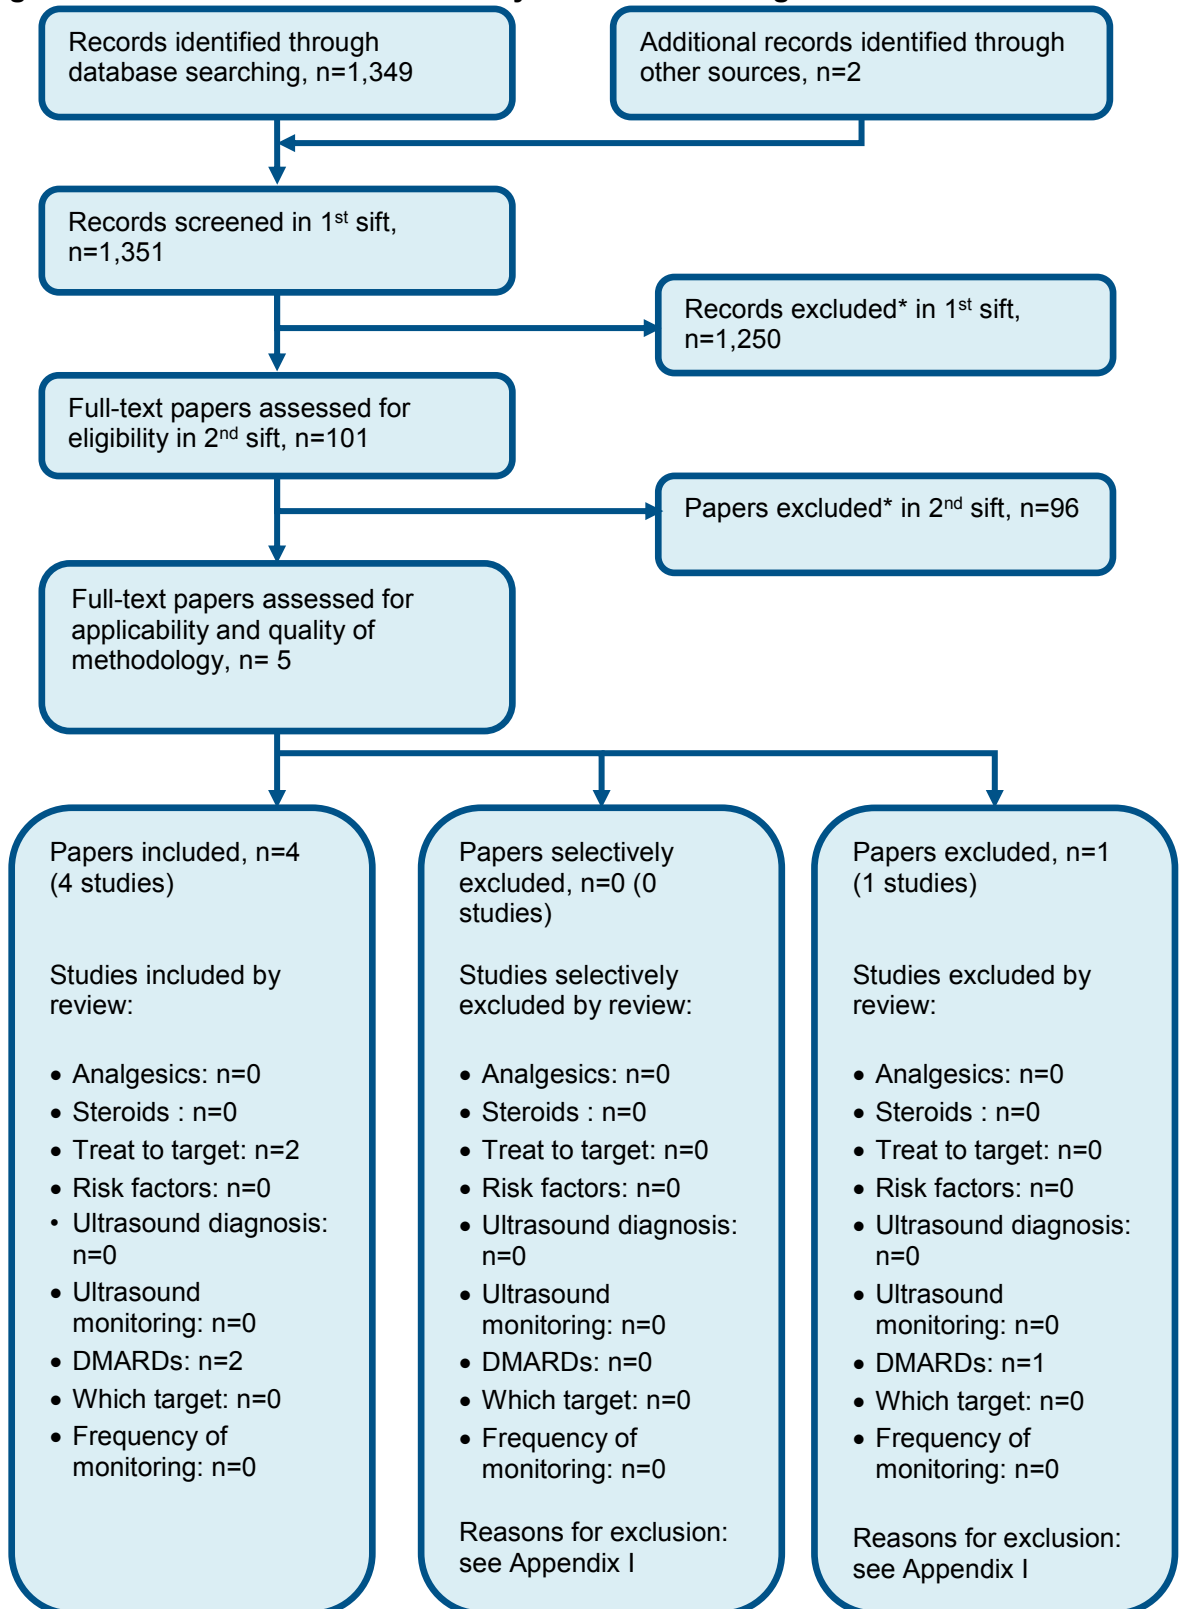 Records identified through
database searching, n=1,349
Additional records identified through
other sources, n=2
Records screened in 1st sift,
n=1,351
Records excluded* in 1st sift,
n=1,250
Full-text papers assessed for
eligibility in 2nd sift, n=101
Papers excluded* in 2nd sift, n=96
Full-text papers assessed for
applicability and quality of
methodology, n= 5
Papers included, n=4
(4 studies)
Studies included by
review:
• Analgesics: n=0
• Steroids : n=0
• Treat to target: n=2
• Risk factors: n=0
• Ultrasound diagnosis:
n=0
• Ultrasound
monitoring: n=0
• DMARDs: n=2
• Which target: n=0
• Frequency of
monitoring: n=0
Papers selectively
excluded, n=0 (0
studies)
Studies selectively
excluded by review:
• Analgesics: n=0
• Steroids : n=0
• Treat to target: n=0
• Risk factors: n=0
• Ultrasound diagnosis:
n=0
• Ultrasound
monitoring: n=0
• DMARDs: n=0
• Which target: n=0
• Frequency of
monitoring: n=0
Reasons for exclusion:
see Appendix I
Papers excluded, n=1
(1 studies)
Studies excluded by
review:
• Analgesics: n=0
• Steroids : n=0
• Treat to target: n=0
• Risk factors: n=0
• Ultrasound diagnosis:
n=0
• Ultrasound
monitoring: n=0
• DMARDs: n=1
• Which target: n=0
• Frequency of
monitoring: n=0
Reasons for exclusion:
see Appendix I